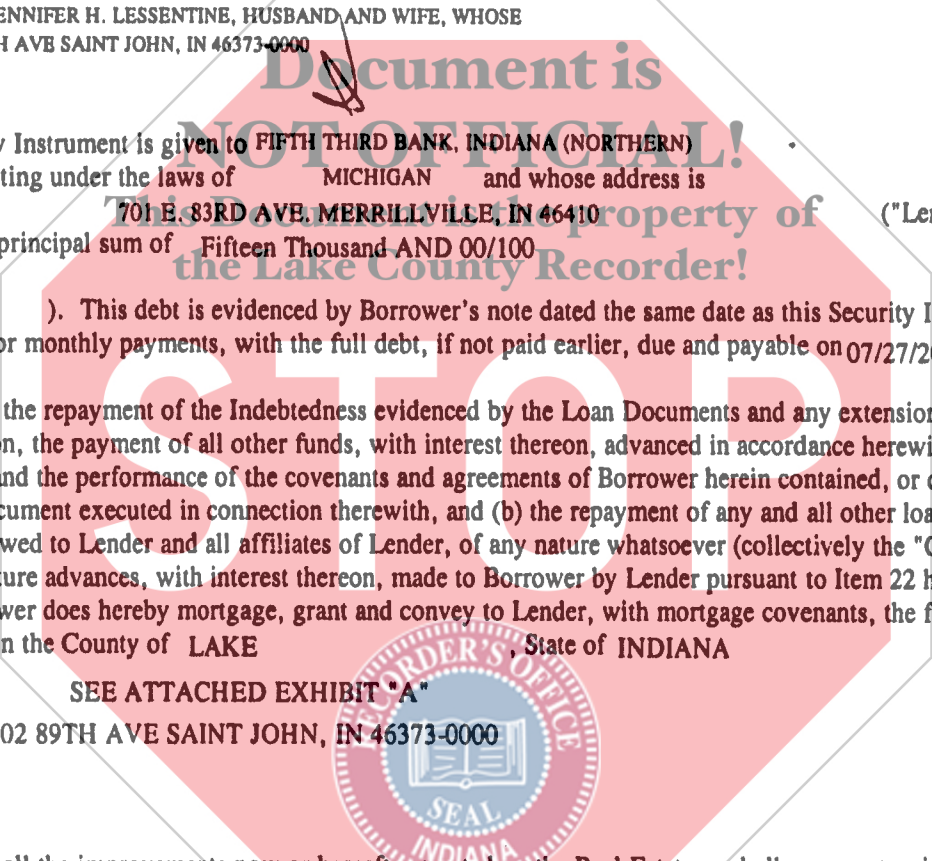 ENNIFER H. LESSENTINE, HUSBAND AND WIFE, WHOSE
H AVE SAINT JOHN, IN 46373-0000
Document is
y Instrument is given to FIFTH THIRD BANK, INDIANA (NORTHERN)
NOT OFFICIAL!
ting under the laws of MICHIGAN and whose address is
This Document is the property of
701 E. 83RD AVE. MERRILLVILLE, IN 46410 ("Len
principal sum of Fifteen Thousand AND 00/100
the Lake County Recorder!
). This debt is evidenced by Borrower's note dated the same date as this Security I
or monthly payments, with the full debt, if not paid earlier, due and payable on 07/27/2
STOP
the repayment of the Indebtedness evidenced by the Loan Documents and any extension
n, the payment of all other funds, with interest thereon, advanced in accordance herewi
and the performance of the covenants and agreements of Borrower herein contained, or
cument executed in connection therewith, and (b) the repayment of any and all other loa
wed to Lender and all affiliates of Lender, of any nature whatsoever (collectively the "O
ture advances, with interest thereon, made to Borrower by Lender pursuant to Item 22 h
wer does hereby mortgage, grant and convey to Lender, with mortgage covenants, the f
n the County of LAKE , State of INDIANA
RECORDER'S OFFICE
SEE ATTACHED EXHIBIT "A"
02 89TH AVE SAINT JOHN, IN 46373-0000
SEAL
INDIANA